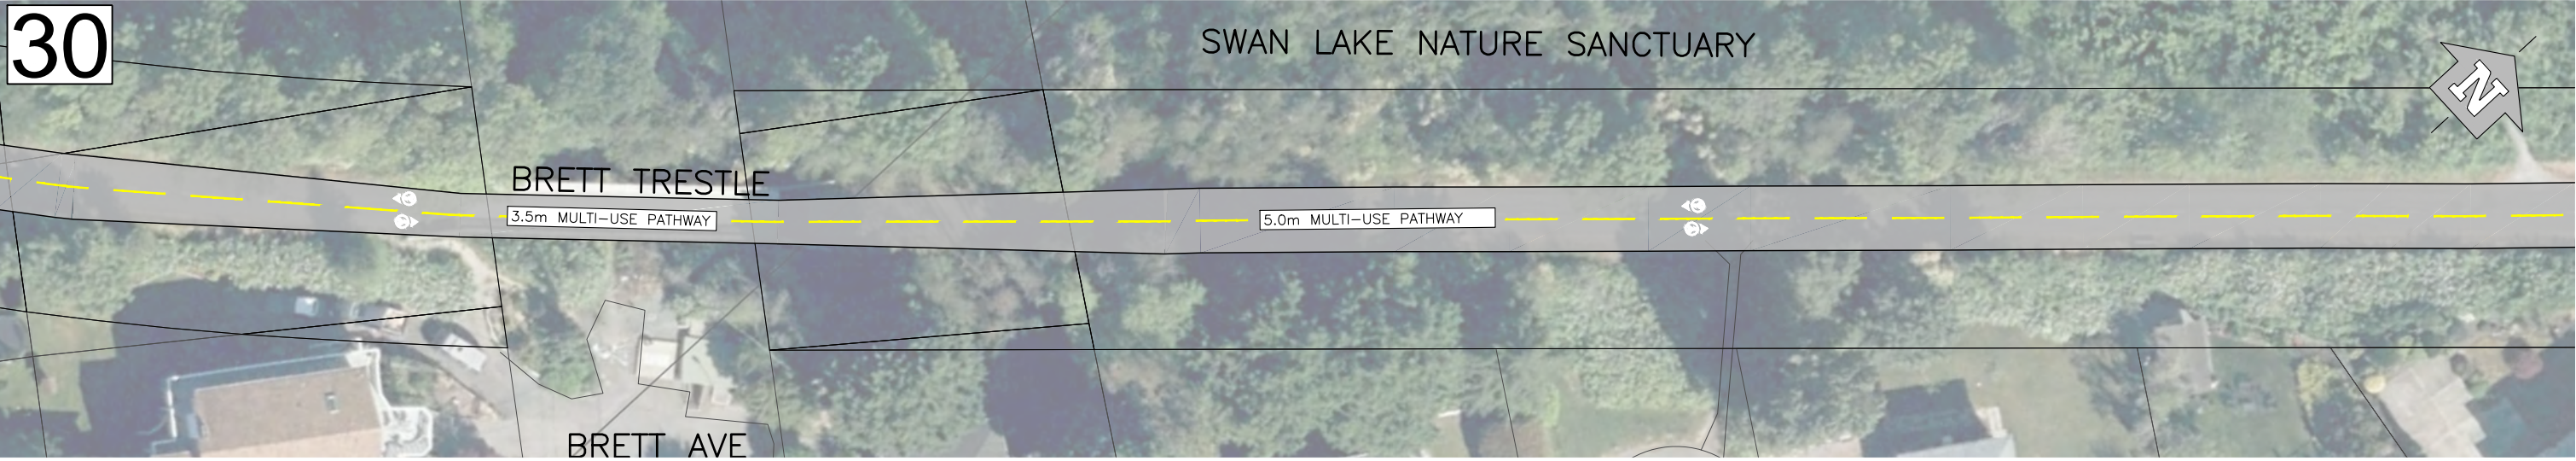 30
SWAN LAKE NATURE SANCTUARY
N
BRETT TRESTLE
3.5m MULTI-USE PATHWAY
5.0m MULTI-USE PATHWAY
BRETT AVE